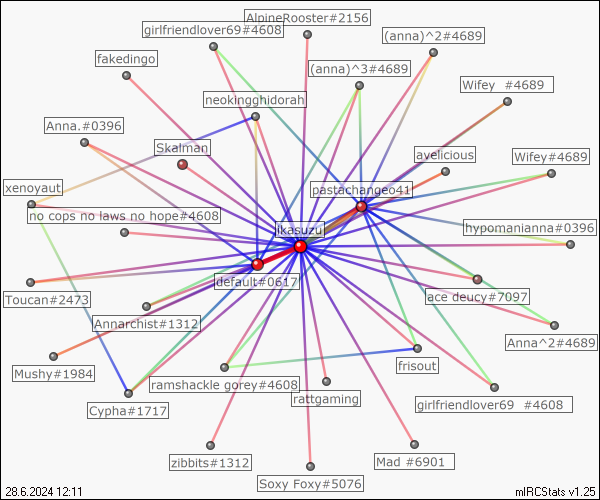 AlpineRooster#2156
girlfriendlover69#4608
(anna)^2#4689
fakedingo
(anna)^3#4689
Wifey #4689
neokingghidorah
Anna.#0396
Skalman
avelicious
Wifey#4689
xenoyaut
pastachangeo41
no cops no laws no hope#4608
ikasuzu
hypomanianna#0396
default#0617
Toucan#2473
ace deucy#7097
Annarchist#1312
Anna^2#4689
frisout
Mushy#1984
ramshackle gorey#4608
rattgaming
Cypha#1717
girlfriendlover69 #4608
zibbits#1312
Mad #6901
Soxy Foxy#5076
28.6.2024 12:11
mIRCStats v1.25